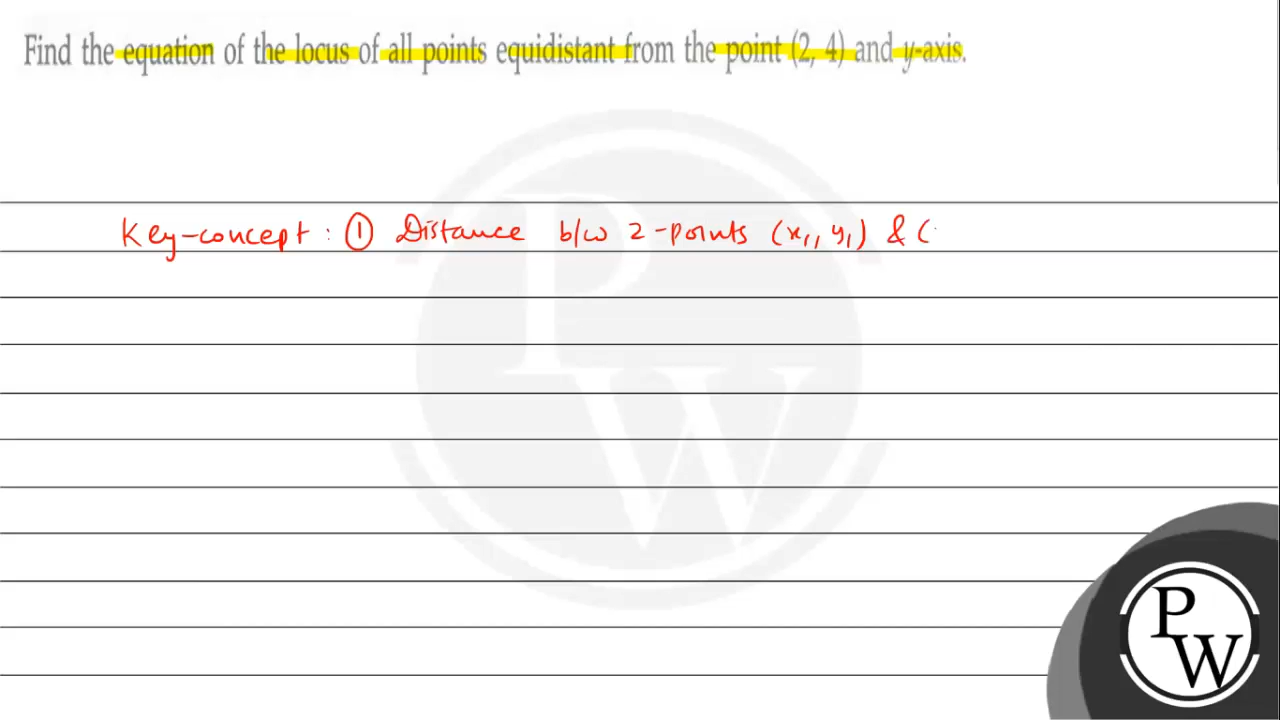 Find the equation of the locus of all points equidistant from the point (2, 4) and y-axis.
Key-concept : ① Distance b/w 2-points (x₁, y₁) & (
P
W
P
W